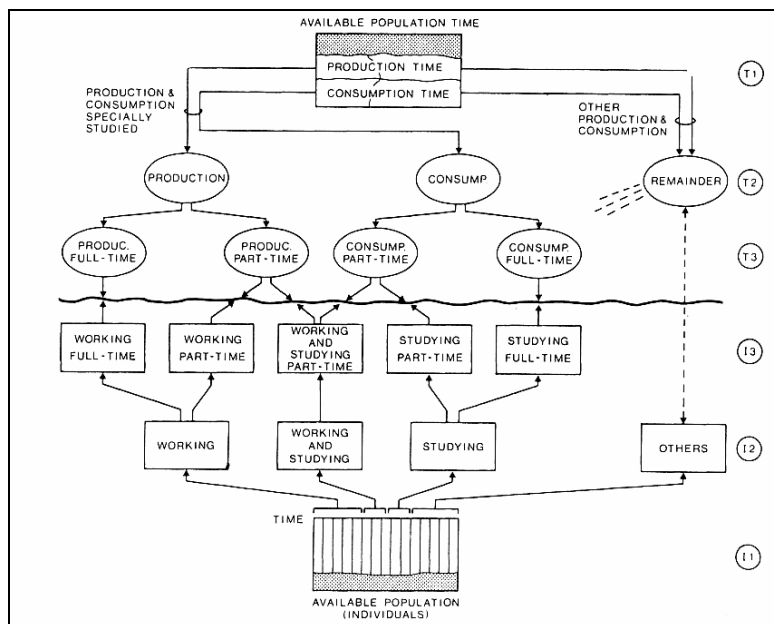 AVAILABLE POPULATION TIME
PRODUCTION TIME
CONSUMPTION TIME
T1
PRODUCTION &
CONSUMPTION
SPECIALLY
STUDIED
OTHER
PRODUCTION &
CONSUMPTION
PRODUCTION
CONSUMP.
REMAINDER
T2
PRODUC.
FULL-TIME
PRODUC.
PART-TIME
CONSUMP.
PART-TIME
CONSUMP.
FULL-TIME
T3
WORKING
FULL-TIME
WORKING
PART-TIME
WORKING
AND
STUDYING
PART-TIME
STUDYING
PART-TIME
STUDYING
FULL-TIME
I3
WORKING
WORKING
AND
STUDYING
STUDYING
OTHERS
I2
TIME
I1
AVAILABLE POPULATION
(INDIVIDUALS)